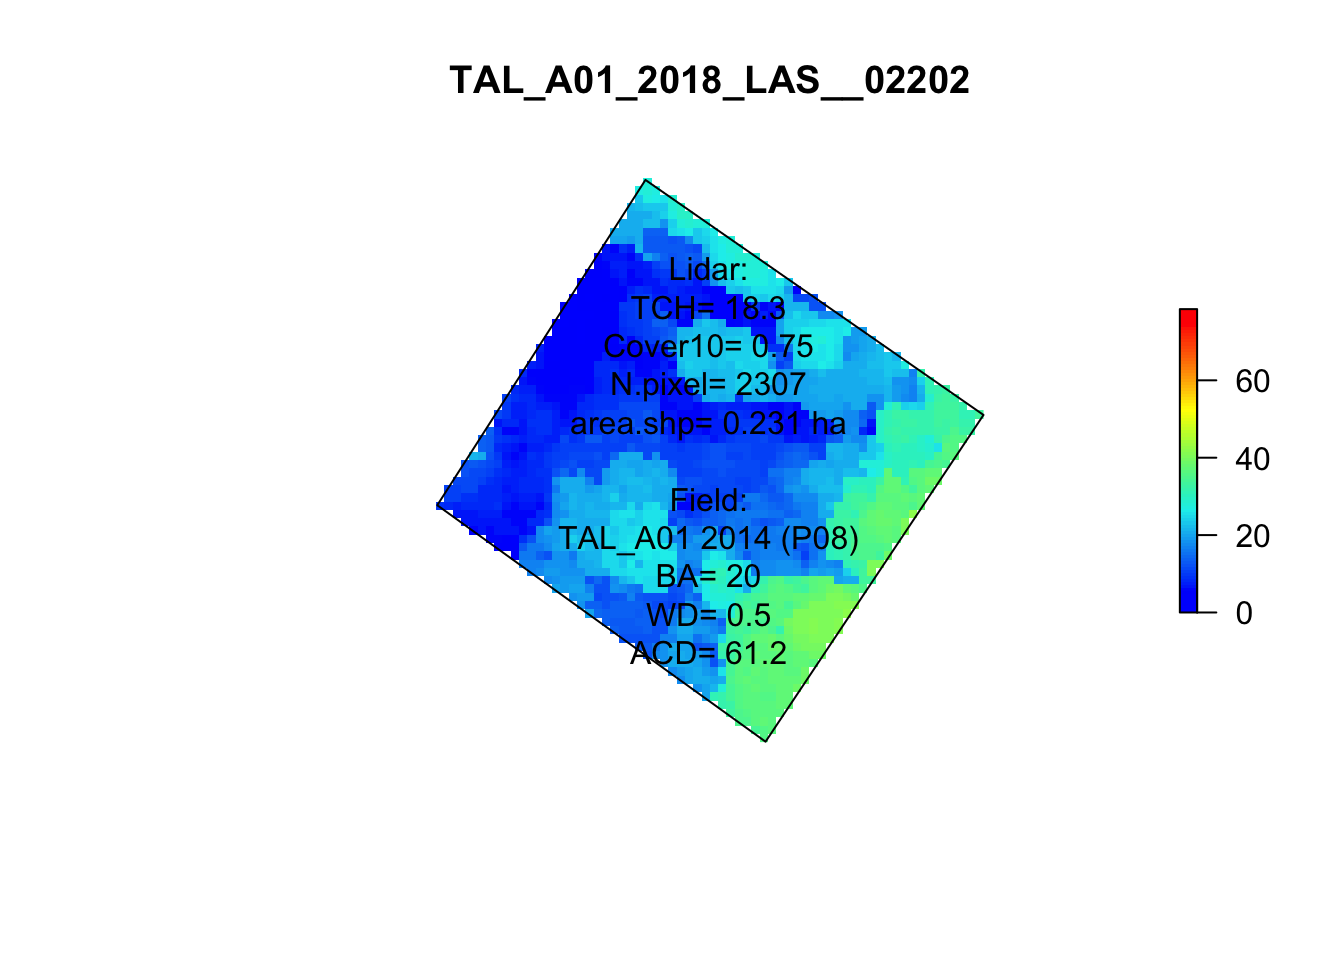 TAL_A01_2018_LAS__02202
Lidar:
TCH= 18.3
Cover10= 0.75
N.pixel= 2307
area.shp= 0.231 ha
Field:
TAL_A01 2014 (P08)
BA= 20
WD= 0.5
ACD= 61.2
60
40
20
0